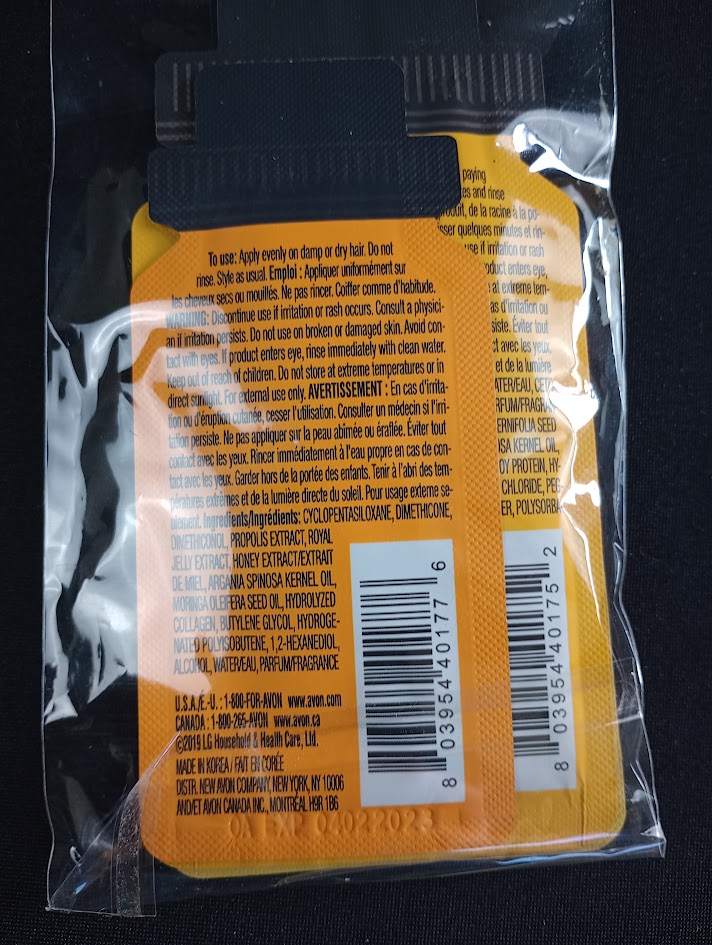 To use: Apply evenly on damp or dry hair. Do not
rinse. Style as usual. Emploi : Appliquer uniformément sur
les cheveux secs ou mouillés. Ne pas rincer. Coiffer comme d'habitude.
WARNING: Discontinue use if irritation or rash occurs. Consult a physici-
an if irritation persists. Do not use on broken or damaged skin. Avoid con-
tact with eyes. If product enters eye, rinse immediately with clean water.
Keep out of reach of children. Do not store at extreme temperatures or in
direct sunlight. For external use only. AVERTISSEMENT : En cas d'irrita-
tion ou d'éruption cutanée, cesser l'utilisation. Consulter un médecin si l'irri-
tation persiste. Ne pas appliquer sur la peau abimée ou éraflée. Éviter tout
contact avec les yeux. Rincer immédiatement à l'eau propre en cas de con-
tact avec les yeux. Garder hors de la portée des enfants. Tenir à l'abri des tem-
pératures extrêmes et de la lumière directe du soleil. Pour usage externe se-
ulement. Ingredients/Ingrédients: CYCLOPENTASILOXANE, DIMETHICONE,
DIMETHICONOL, PROPOLIS EXTRACT, ROYAL
JELLY EXTRACT, HONEY EXTRACT/EXTRAIT
DE MIEL, ARGANIA SPINOSA KERNEL OIL,
MORINGA OLEIFERA SEED OIL, HYDROLYZED
COLLAGEN, BUTYLENE GLYCOL, HYDROGE-
NATED POLYISOBUTENE, 1,2-HEXANEDIOL,
ALCOHOL, WATER/EAU, PARFUM/FRAGRANCE
U.S.A./É.-U. : 1-800-FOR-AVON www.avon.com
CANADA : 1-800-265-AVON www.avon.ca
©2019 LG Household & Health Care, Ltd.
MADE IN KOREA / FAIT EN CORÉE
DISTR. NEW AVON COMPANY, NEW YORK, NY 10006
AND/ET AVON CANADA INC., MONTRÉAL H9R 1B6
8 03954 40177 6
EXP 04022023
paying
es and rinse
produit, de la racine à la po-
isser quelques minutes et rin-
use if irritation or rash
oduct enters eye,
at extreme tem-
as d'irritation ou
siste. Éviter tout
ct avec les yeux.
et de la lumière
ATER/EAU, CET
RFUM/FRAGRAN
ERNIFOLIA SEED
SA KERNEL OIL,
OY PROTEIN, HY-
CHLORIDE, PEG-
ER, POLYSORBA
8 03954 40175 2